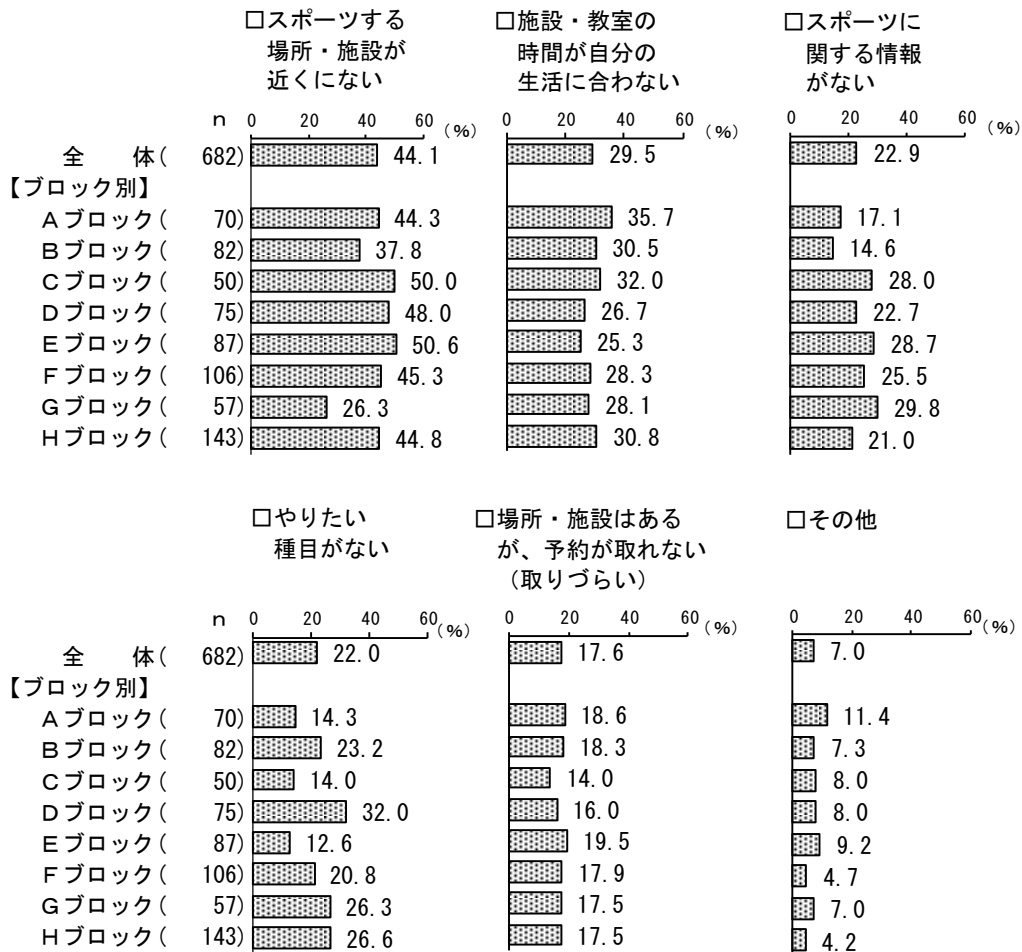 □スポーツする
場所・施設が
近くにない
□施設・教室の
時間が自分の
生活に合わない
□スポーツに
関する情報
がない
n 0 20 40 60 (%) 0 20 40 60 (%) 0 20 40 60 (%)
全 体( 682) 44.1 29.5 22.9
【ブロック別】
Aブロック( 70) 44.3 35.7 17.1
Bブロック( 82) 37.8 30.5 14.6
Cブロック( 50) 50.0 32.0 28.0
Dブロック( 75) 48.0 26.7 22.7
Eブロック( 87) 50.6 25.3 28.7
Fブロック( 106) 45.3 28.3 25.5
Gブロック( 57) 26.3 28.1 29.8
Hブロック( 143) 44.8 30.8 21.0
□やりたい
種目がない
□場所・施設はある
が、予約が取れない
(取りづらい)
□その他
n 0 20 40 60 (%) 0 20 40 60 (%) 0 20 40 60 (%)
全 体( 682) 22.0 17.6 7.0
【ブロック別】
Aブロック( 70) 14.3 18.6 11.4
Bブロック( 82) 23.2 18.3 7.3
Cブロック( 50) 14.0 14.0 8.0
Dブロック( 75) 32.0 16.0 8.0
Eブロック( 87) 12.6 19.5 9.2
Fブロック( 106) 20.8 17.9 4.7
Gブロック( 57) 26.3 17.5 7.0
Hブロック( 143) 26.6 17.5 4.2